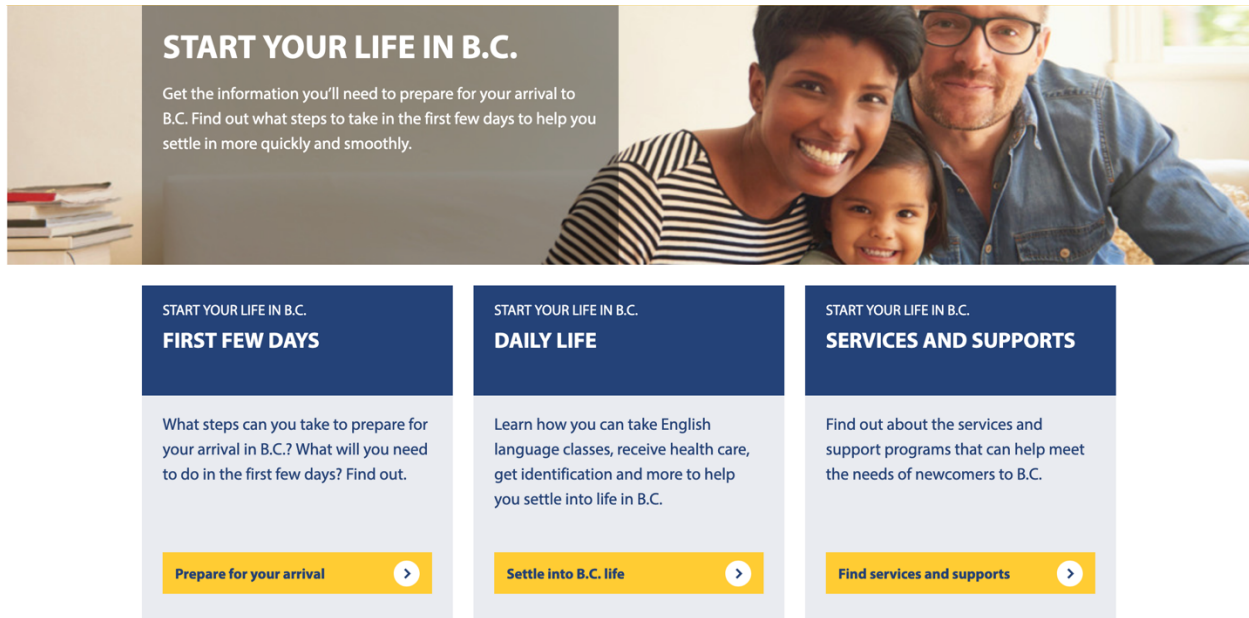 START YOUR LIFE IN B.C.
Get the information you'll need to prepare for your arrival to
B.C. Find out what steps to take in the first few days to help you
settle in more quickly and smoothly.
START YOUR LIFE IN B.C.
FIRST FEW DAYS
What steps can you take to prepare for
your arrival in B.C.? What will you need
to do in the first few days? Find out.
Prepare for your arrival
START YOUR LIFE IN B.C.
DAILY LIFE
Learn how you can take English
language classes, receive health care,
get identification and more to help
you settle into life in B.C.
Settle into B.C. life
START YOUR LIFE IN B.C.
SERVICES AND SUPPORTS
Find out about the services and
support programs that can help meet
the needs of newcomers to B.C.
Find services and supports